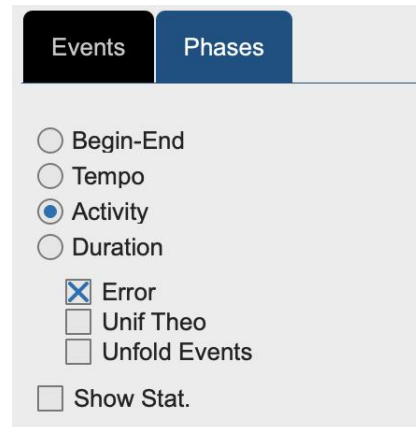 Events Phases
Begin-End
Tempo
Activity
Duration
Error
Unif Theo
Unfold Events
Show Stat.